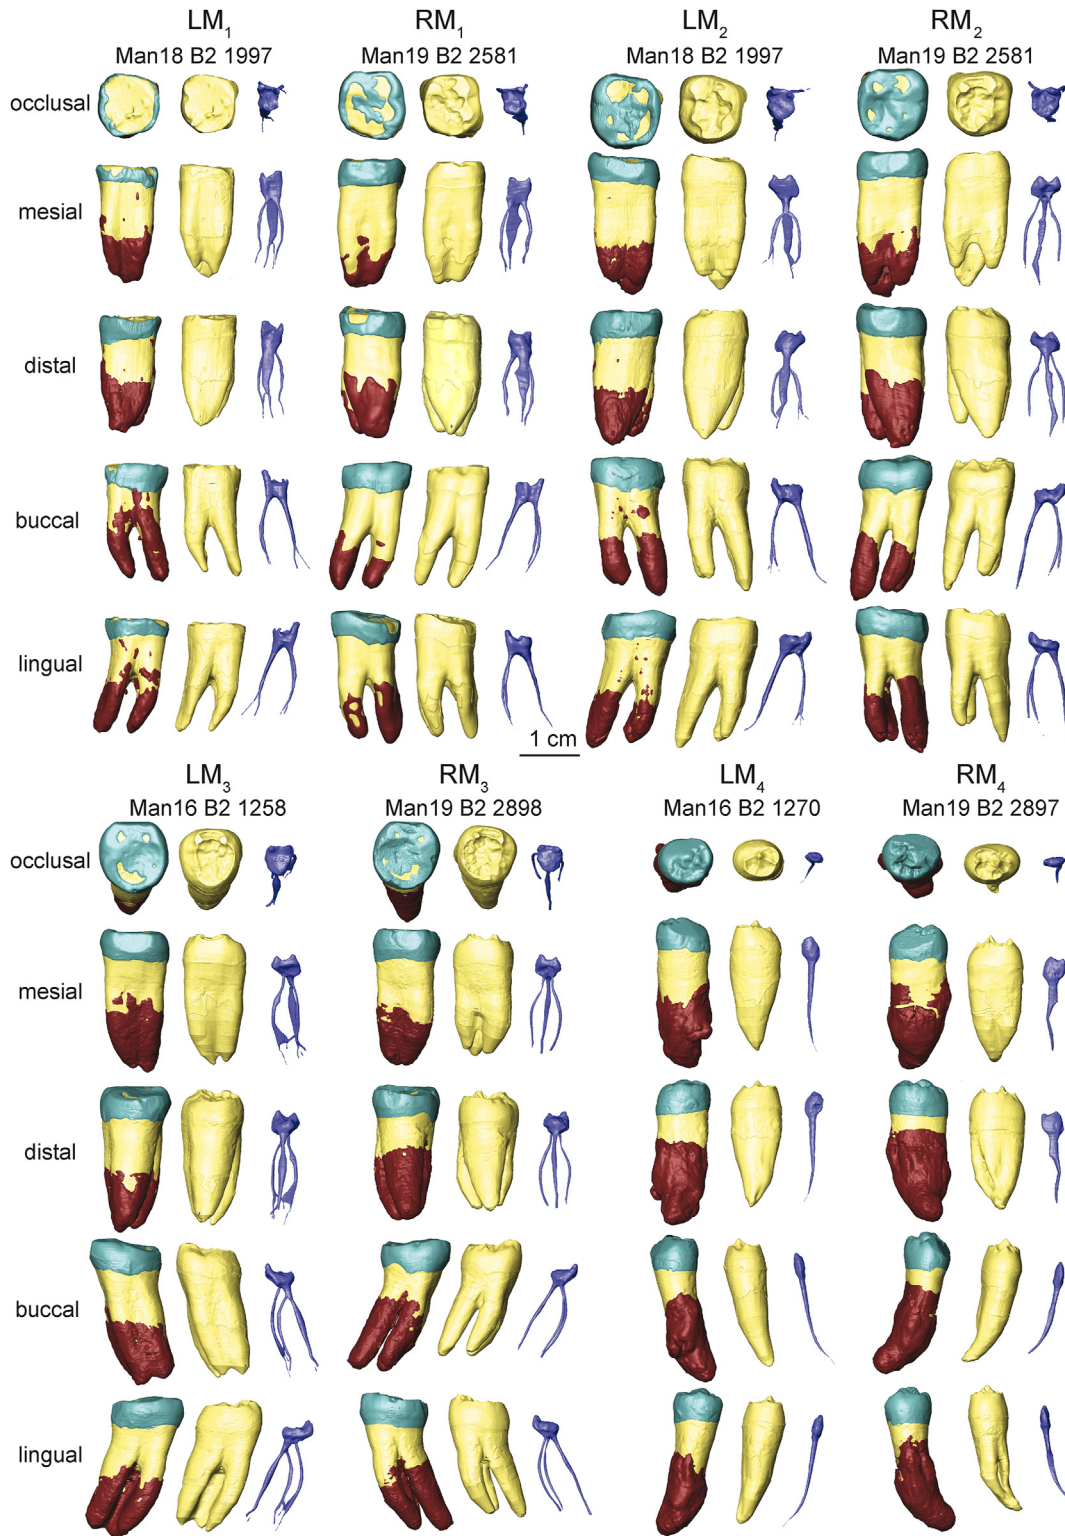 LM1 RM1 LM2 RM2
Man18 B2 1997 Man19 B2 2581 Man18 B2 1997 Man19 B2 2581
occlusal
mesial
distal
buccal
lingual
1 cm
LM3 RM3 LM4 RM4
Man16 B2 1258 Man19 B2 2898 Man16 B2 1270 Man19 B2 2897
occlusal
mesial
distal
buccal
lingual